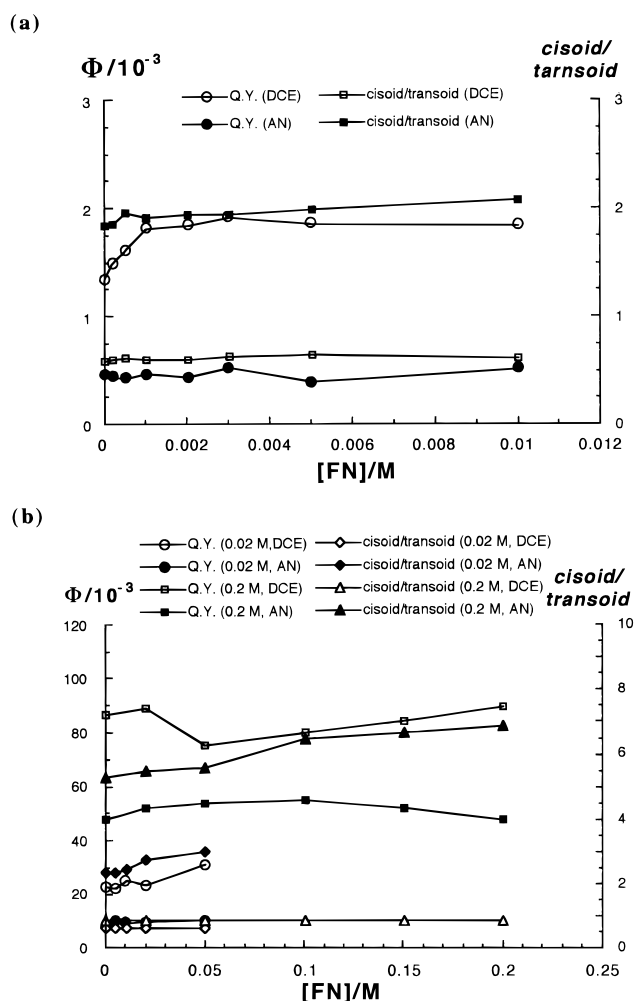 (a)
Φ/10⁻³
cisoid/
tarnsoid
Q.Y. (DCE) cisoid/transoid (DCE)
Q.Y. (AN) cisoid/transoid (AN)
3 3
2 2
1 1
0 0
0 0.002 0.004 0.006 0.008 0.01 0.012
[FN]/M
(b)
Q.Y. (0.02 M,DCE) cisoid/transoid (0.02 M, DCE)
Q.Y. (0.02 M, AN) cisoid/transoid (0.02 M, AN)
Q.Y. (0.2 M, DCE) cisoid/transoid (0.2 M, DCE)
Q.Y. (0.2 M, AN) cisoid/transoid (0.2 M, AN)
Φ/10⁻³
cisoid/
transoid
120 10
100 8
80 6
60 4
40 2
20 0
0
0 0.05 0.1 0.15 0.2 0.25
[FN]/M